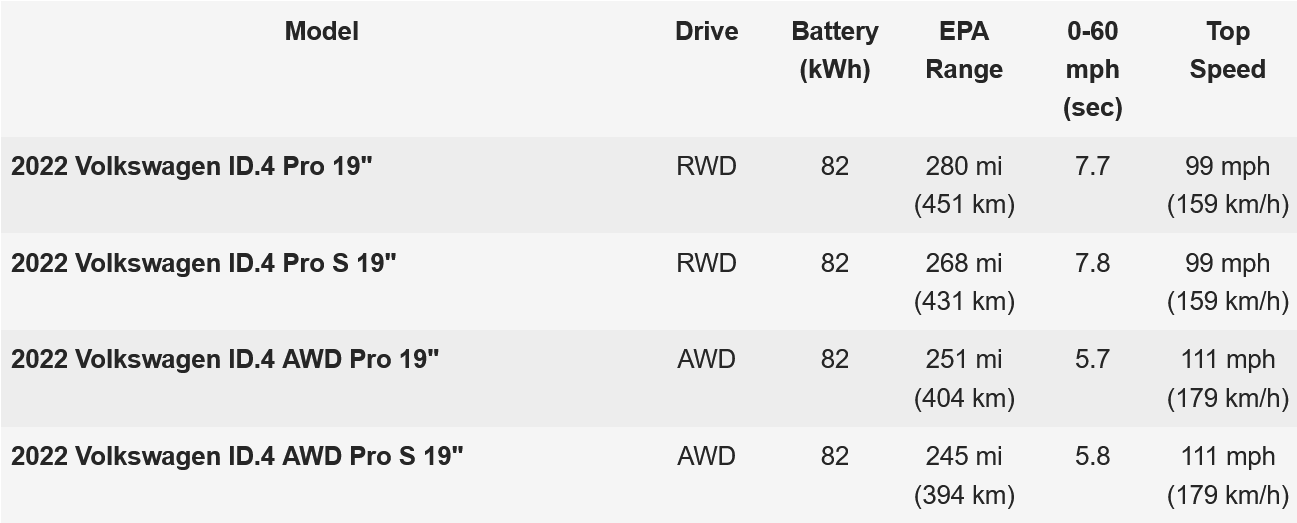 Model Drive Battery (kWh) EPA Range 0-60 mph (sec) Top Speed
2022 Volkswagen ID.4 Pro 19" RWD 82 280 mi (451 km) 7.7 99 mph (159 km/h)
2022 Volkswagen ID.4 Pro S 19" RWD 82 268 mi (431 km) 7.8 99 mph (159 km/h)
2022 Volkswagen ID.4 AWD Pro 19" AWD 82 251 mi (404 km) 5.7 111 mph (179 km/h)
2022 Volkswagen ID.4 AWD Pro S 19" AWD 82 245 mi (394 km) 5.8 111 mph (179 km/h)